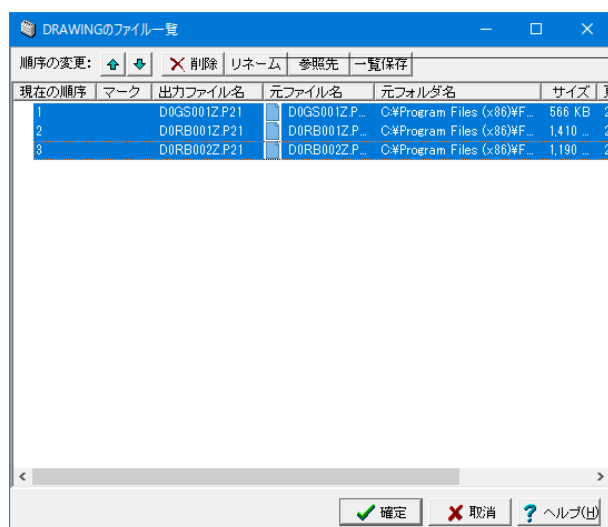 DRAWINGのファイル一覧
順序の変更: 削除 リネーム 参照先 一覧保存
現在の順序 マーク 出力ファイル名 元ファイル名 元フォルダ名 サイズ
1 D0GS001Z.P21 D0GS001Z.P... C:¥Program Files (x86)¥F... 566 KB 2
2 D0RB001Z.P21 D0RB001Z.P... C:¥Program Files (x86)¥F... 1,410 ... 2
3 D0RB002Z.P21 D0RB002Z.P... C:¥Program Files (x86)¥F... 1,190 ... 2
確定 取消 ヘルプ(H)